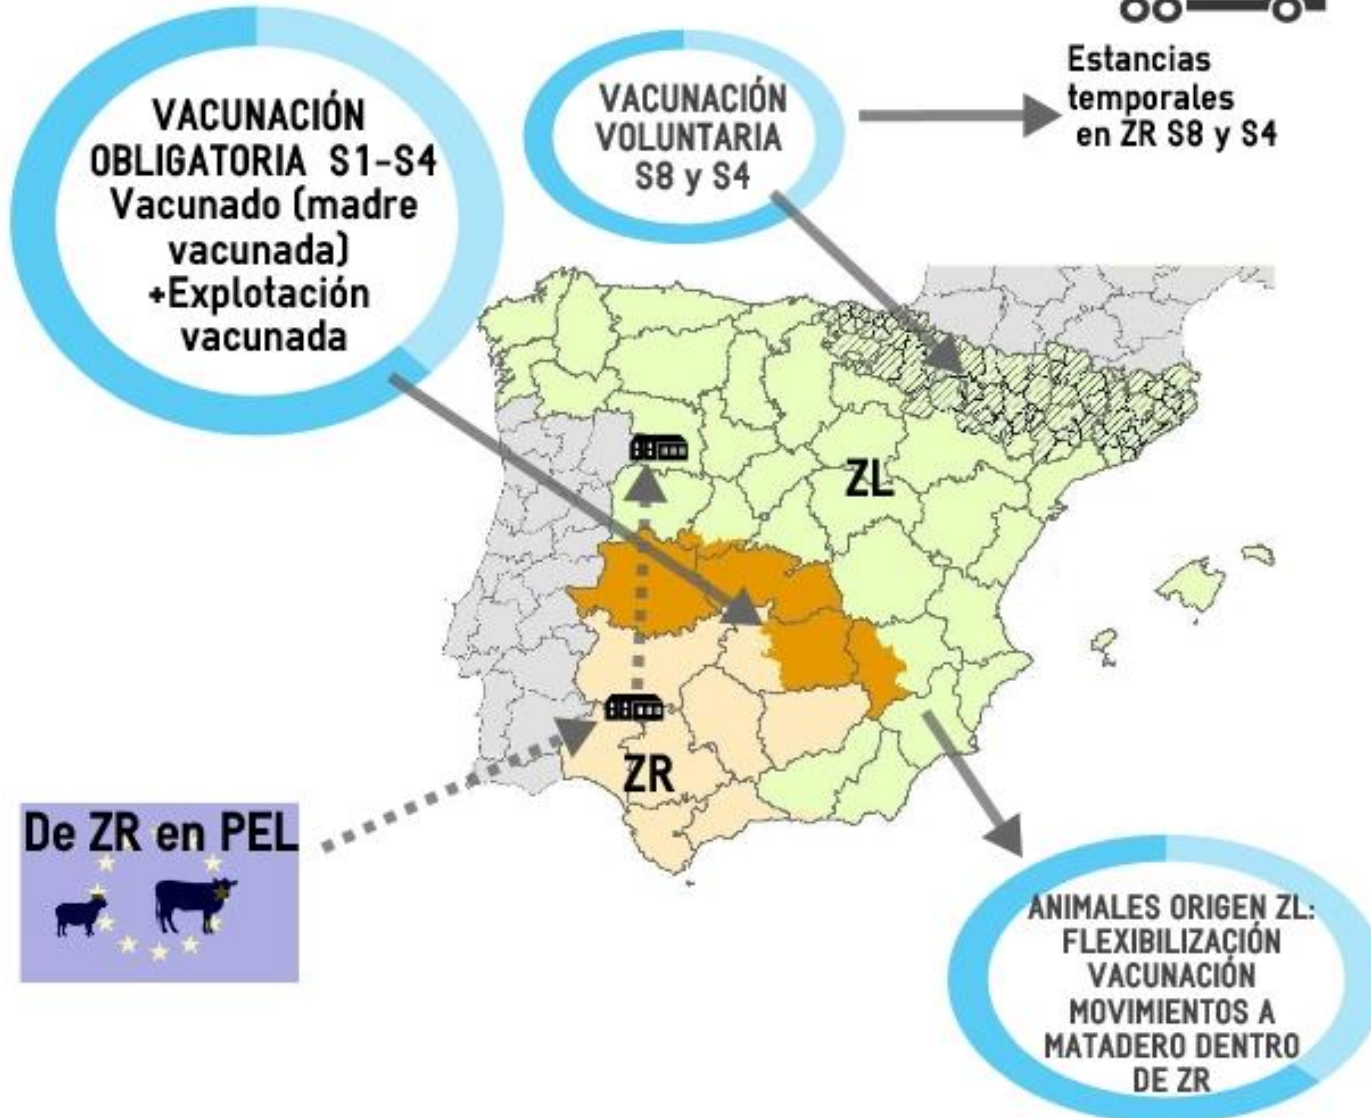 VACUNACIÓN
OBLIGATORIA S1-S4
Vacunado (madre
vacunada)
+Explotación
vacunada
VACUNACIÓN
VOLUNTARIA
S8 y S4
Estancias
temporales
en ZR S8 y S4
ZL
ZR
De ZR en PEL
ANIMALES ORIGEN ZL:
FLEXIBILIZACIÓN
VACUNACIÓN
MOVIMIENTOS A
MATADERO DENTRO
DE ZR